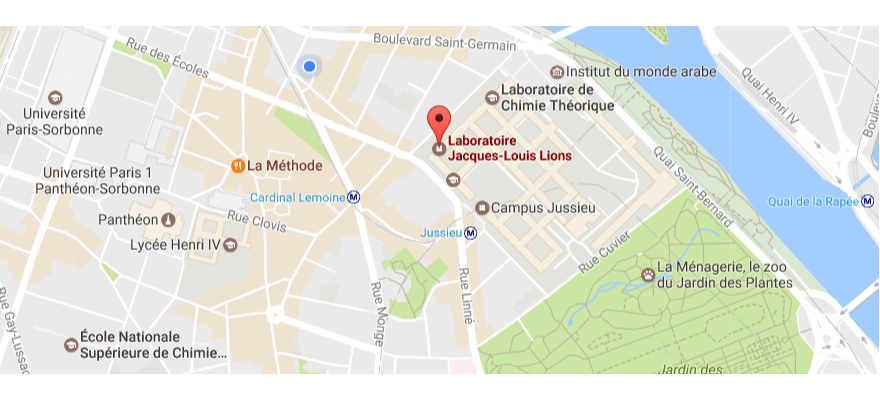 Boulevard Saint-Germain
Rue des Écoles
Institut du monde arabe
Quai Henri IV
Laboratoire de
Chimie Théorique
Université
Paris-Sorbonne
Laboratoire
Jacques-Louis Lions
La Méthode
Université Paris 1
Panthéon-Sorbonne
Quai Saint-Bernard
Cardinal Lemoine M
Quai de la Rapée M
Campus Jussieu
Panthéon
Rue Clovis
Jussieu M
Lycée Henri IV
Rue Cuvier
La Ménagerie, le zoo
du Jardin des Plantes
Rue Linné
Rue Monge
Rue Gay-Lussac
École Nationale
Supérieure de Chimie...
Jardin des